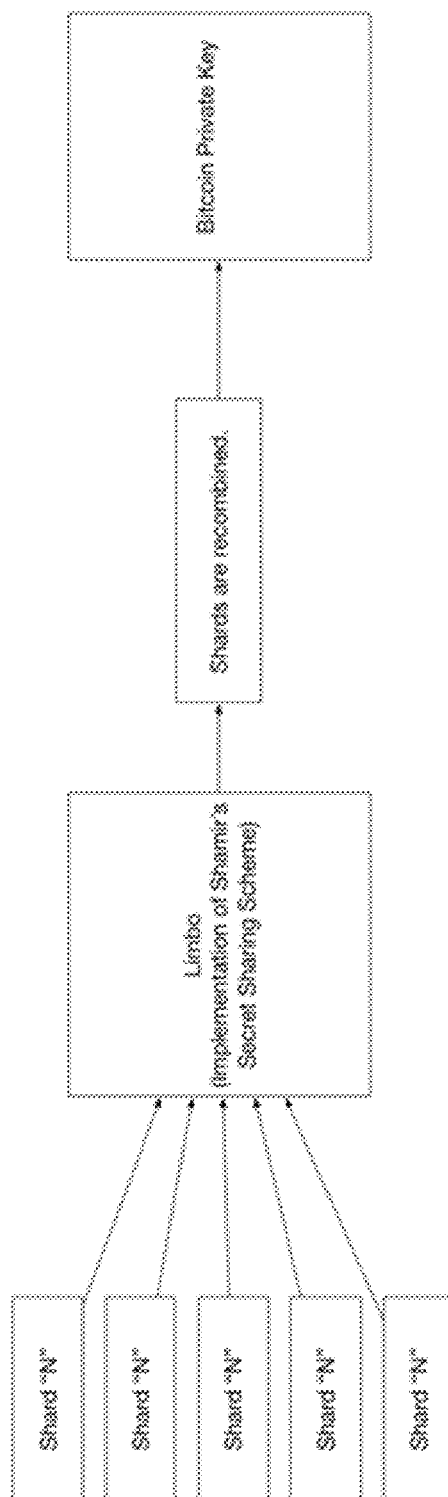 Shard "N"
Shard "N"
Shard "N"
Shard "N"
Shard "N"
Limbo
(Implementation of Shamir's
Secret Sharing Scheme)
Shards are recombined.
Bitcoin Private Key